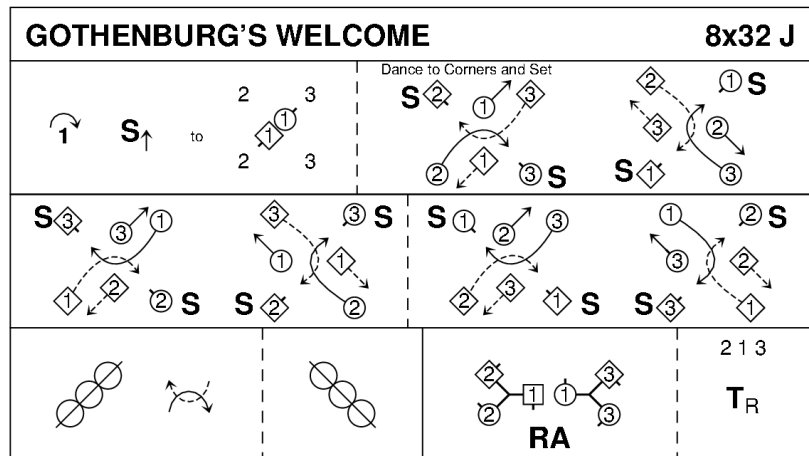 GOTHENBURG'S WELCOME 8x32 J
2 3
1
1 S to 1
2 3
Dance to Corners and Set
S 2 1 3
1
2 3 S
2 1 S
3 2
S 1 3
S 3 3 1
1 2 2 S
3 3 S
1 1
S 2 2
S 1 2 3
2 3 1 S
1 2 S
3 2
S 3 1
2 3
1 1
2 3
RA
2 1 3
TR